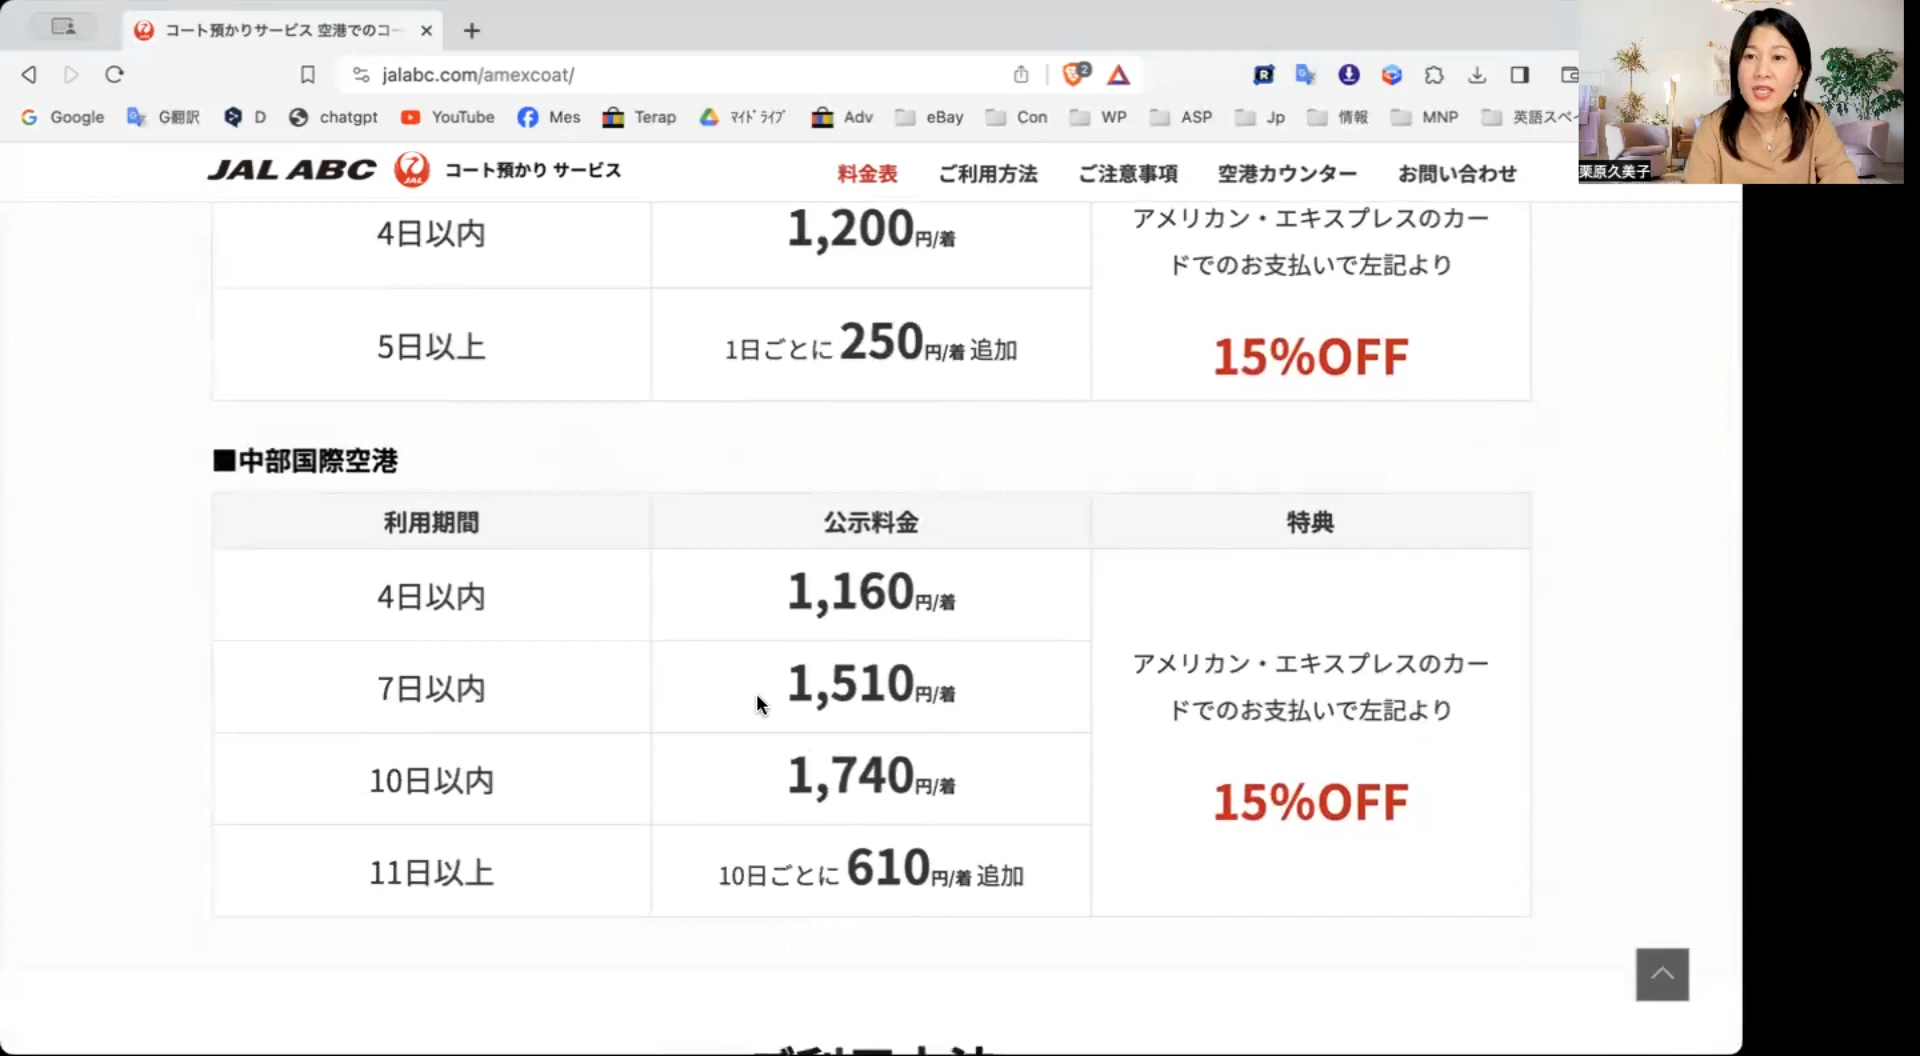 コート預かりサービス 空港でのコー
jalabc.com/amexcoat/
2
Google
G翻訳
D
chatgpt
YouTube
Mes
Terap
ﾏｲﾄﾞﾗｲﾌﾞ
Adv
eBay
Con
WP
ASP
Jp
情報
MNP
英語スペ
栗原久美子
JAL ABC JAL コート預かり サービス
料金表 ご利用方法 ご注意事項 空港カウンター お問い合わせ
4日以内
1,200円/着
アメリカン・エキスプレスのカー
ドでのお支払いで左記より
15%OFF
5日以上
1日ごとに 250円/着 追加
■中部国際空港
利用期間 公示料金 特典
4日以内 1,160円/着
7日以内 1,510円/着
10日以内 1,740円/着
11日以上 10日ごとに 610円/着 追加
アメリカン・エキスプレスのカー
ドでのお支払いで左記より
15%OFF